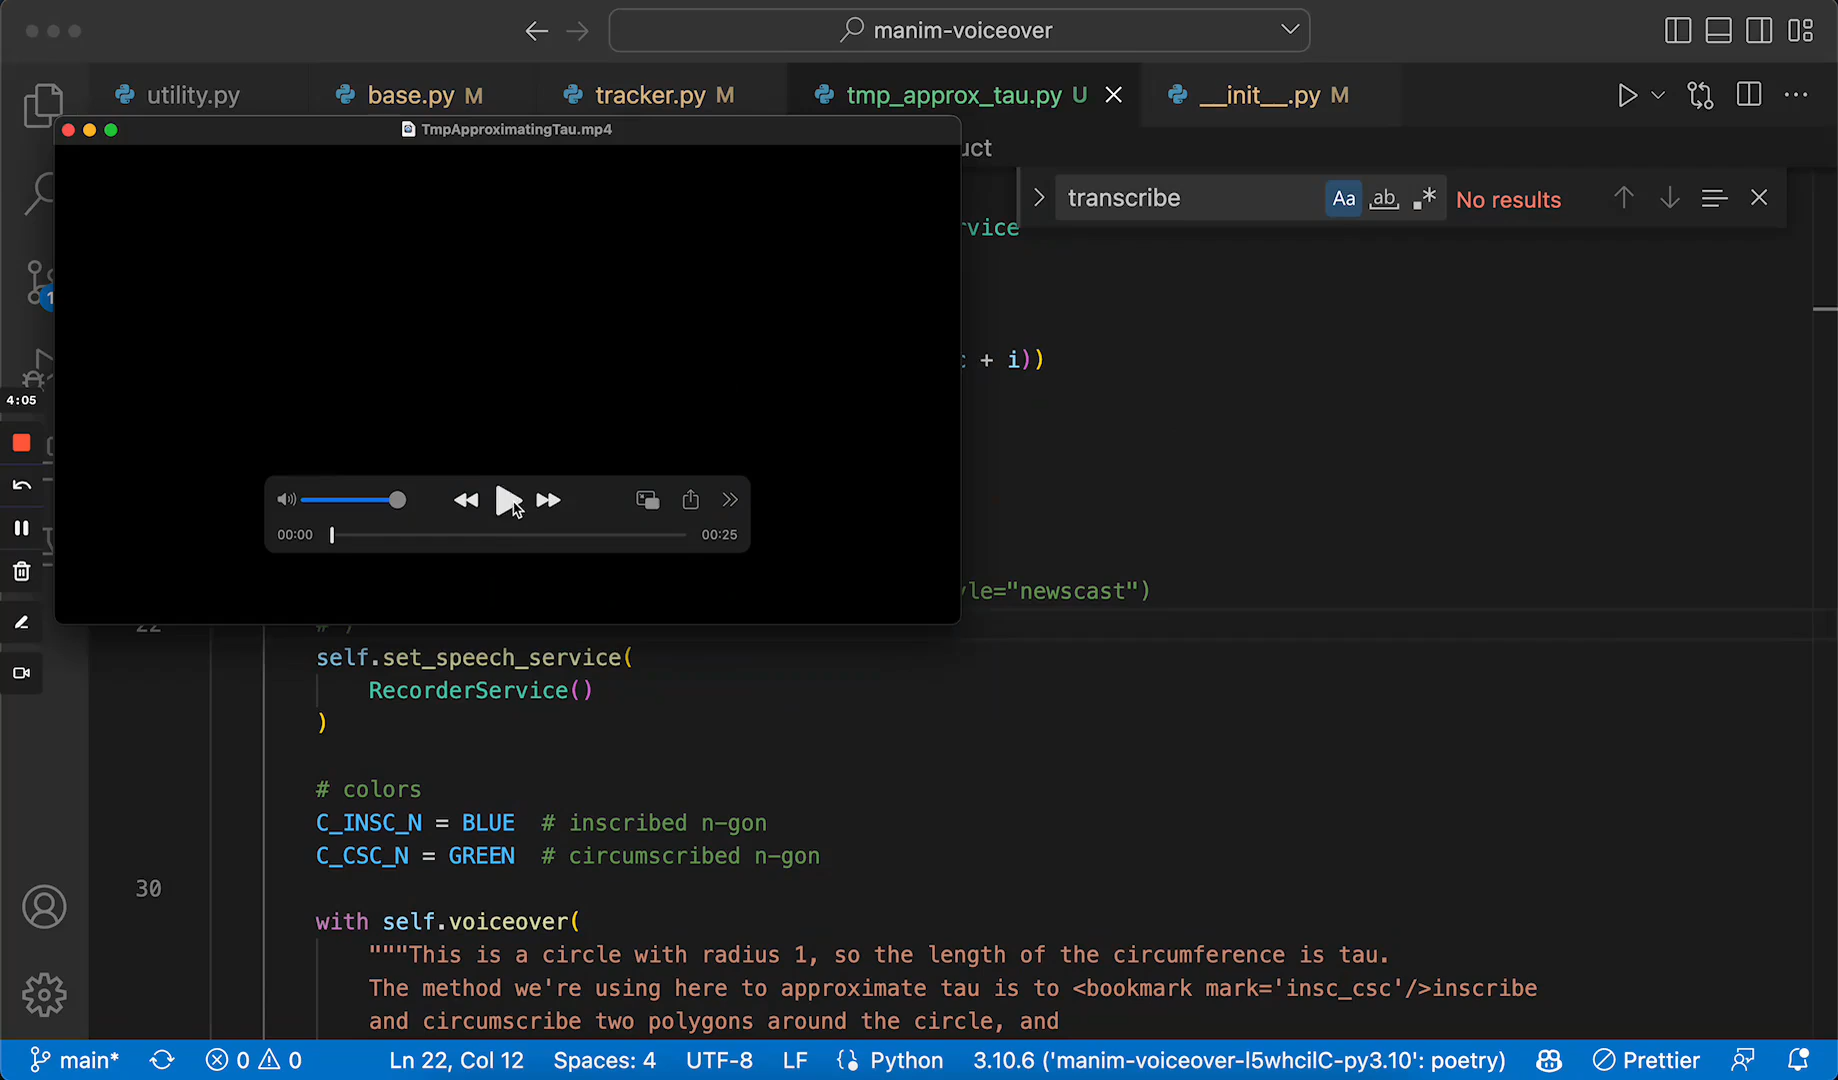 manim-voiceover
utility.py
base.py M
tracker.py M
tmp_approx_tau.py U
__init__.py M
TmpApproximatingTau.mp4
uct
transcribe
Aa
ab
.*
No results
vice
+ i))
4:05
00:00
00:25
le="newscast")
22
self.set_speech_service(
RecorderService()
)
# colors
C_INSC_N = BLUE # inscribed n-gon
C_CSC_N = GREEN # circumscribed n-gon
30
with self.voiceover(
"""This is a circle with radius 1, so the length of the circumference is tau.
The method we're using here to approximate tau is to <bookmark mark='insc_csc'/>inscribe
and circumscribe two polygons around the circle, and
main* 0 0 Ln 22, Col 12 Spaces: 4 UTF-8 LF {} Python 3.10.6 ('manim-voiceover-l5whcilC-py3.10': poetry) Prettier